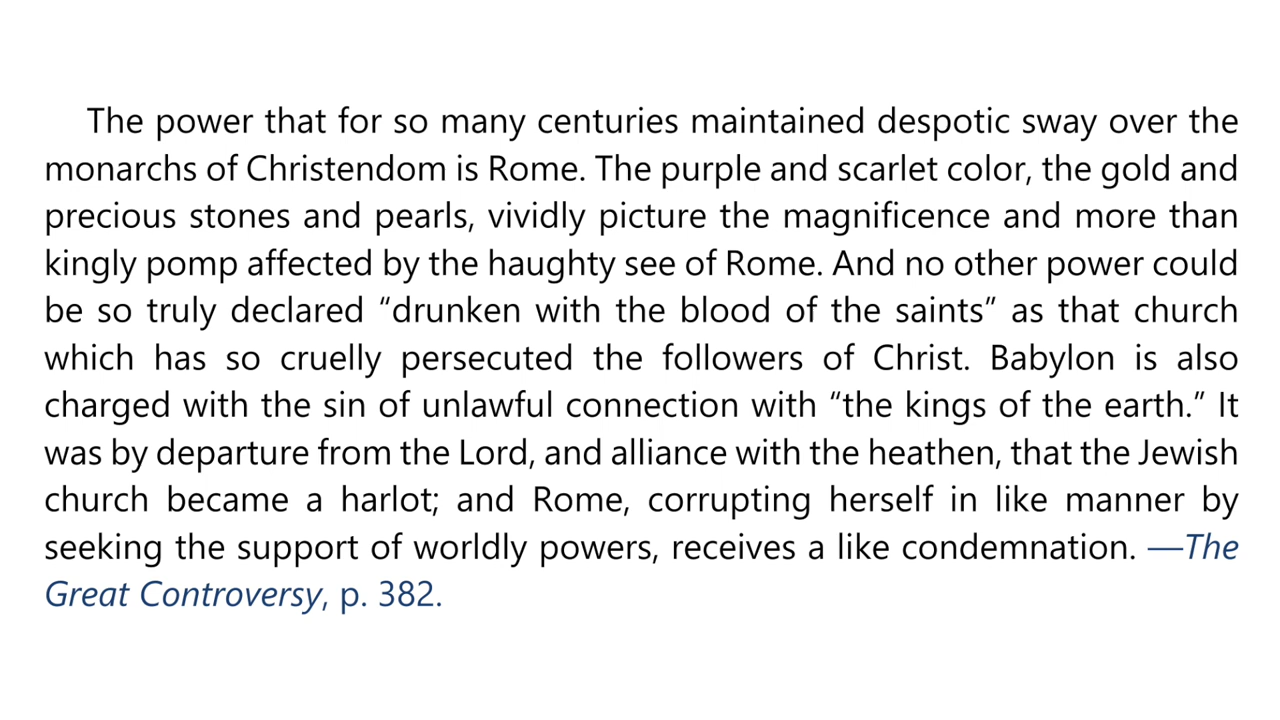 The power that for so many centuries maintained despotic sway over the
monarchs of Christendom is Rome. The purple and scarlet color, the gold and
precious stones and pearls, vividly picture the magnificence and more than
kingly pomp affected by the haughty see of Rome. And no other power could
be so truly declared “drunken with the blood of the saints” as that church
which has so cruelly persecuted the followers of Christ. Babylon is also
charged with the sin of unlawful connection with “the kings of the earth.” It
was by departure from the Lord, and alliance with the heathen, that the Jewish
church became a harlot; and Rome, corrupting herself in like manner by
seeking the support of worldly powers, receives a like condemnation. —The
Great Controversy, p. 382.